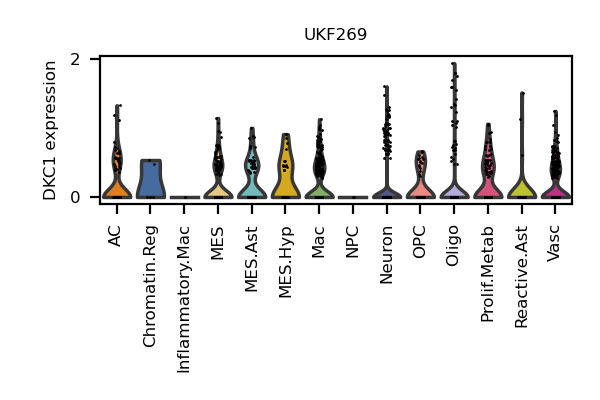 UKF269
DKC1 expression
2
0
AC
Chromatin.Reg
Inflammatory.Mac
MES
MES.Ast
MES.Hyp
Mac
NPC
Neuron
OPC
Oligo
Prolif.Metab
Reactive.Ast
Vasc